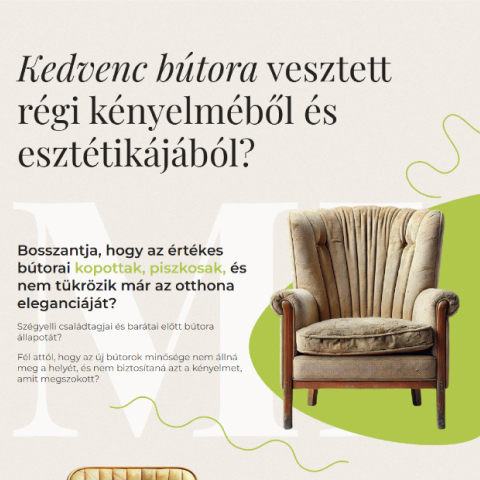 Kedvenc bútora vesztett
régi kényelméből és
esztétikájából?
MI
Bosszantja, hogy az értékes
bútorai kopottak, piszkosak, és
nem tükrözik már az otthona
eleganciáját?
Szégyelli családtagjai és barátai előtt bútora
állapotát?
Fél attól, hogy az új bútorok minősége nem állná
meg a helyét, és nem biztosítaná azt a kényelmet,
amit megszokott?